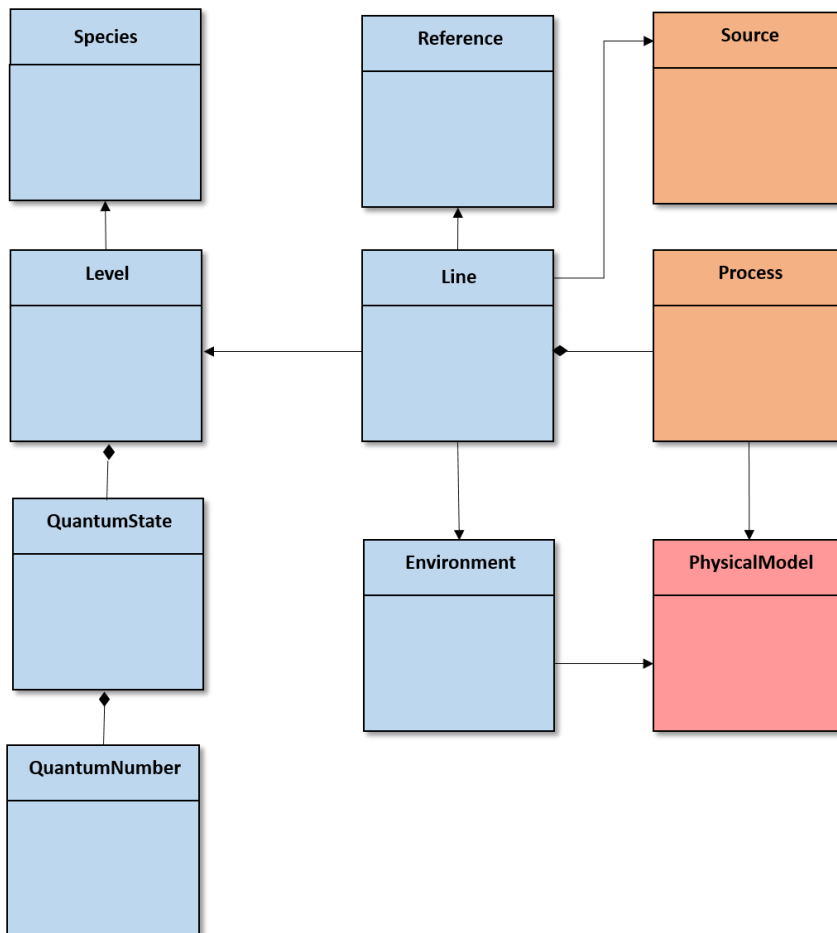 Species
Reference
Source
Level
Line
Process
QuantumState
Environment
PhysicalModel
QuantumNumber